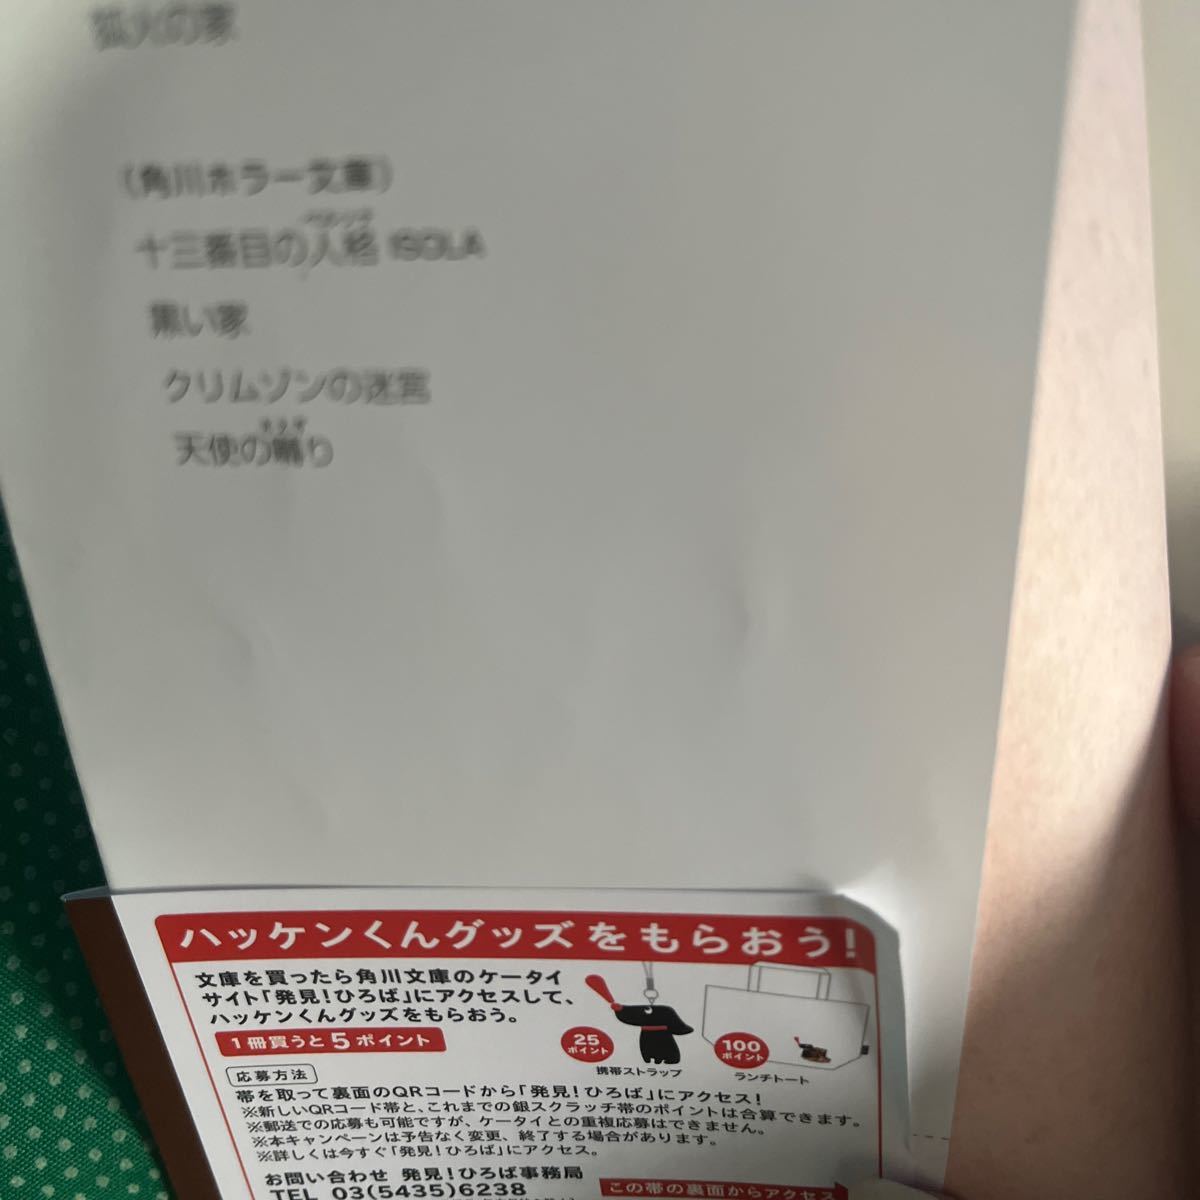 狐火の家
（角川ホラー文庫）
十三番目の人格 ISOLA
黒い家
クリムゾンの迷宮
天使の囀り
ハッケンくんグッズをもらおう!
文庫を買ったら角川文庫のケータイ
サイト「発見!ひろば」にアクセスして、
ハッケンくんグッズをもらおう。
1冊買うと5ポイント
25
ポイント
携帯ストラップ
100
ポイント
ランチトート
応募方法
帯を取って裏面のQRコードから「発見!ひろば」にアクセス!
※新しいQRコード帯と、これまでの銀スクラッチ帯のポイントは合算できます。
※郵送での応募も可能ですが、ケータイとの重複応募はできません。
※本キャンペーンは予告なく変更、終了する場合があります。
※詳しくは今すぐ「発見!ひろば」にアクセス。
お問い合わせ 発見!ひろば事務局
TEL 03(5435)6238
この帯の裏面からアクセス